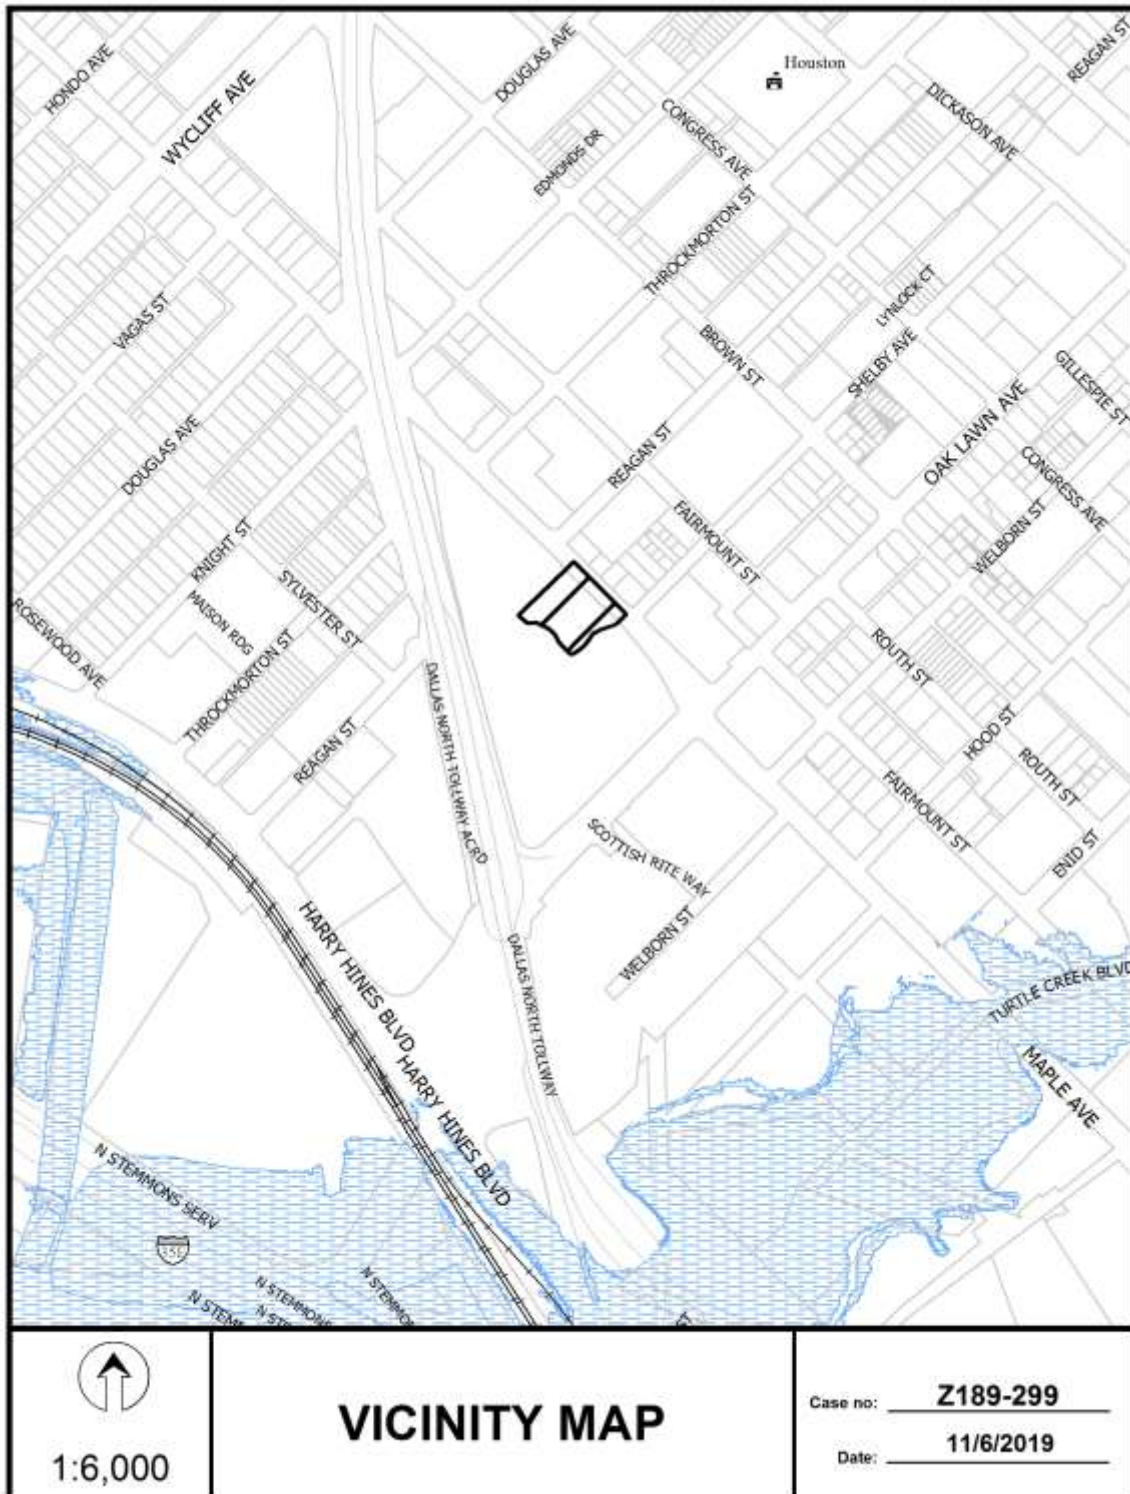 HONDO AVE
WYCLIFF AVE
DOUGLAS AVE
Houston
REAGAN ST
CONGRESS AVE
DICKASON AVE
EDMONDS DR
THROCKMORTON ST
LYNLOCK CT
VAGAS ST
BROWN ST
SHELBY AVE
GILLESPIE ST
DOUGLAS AVE
REAGAN ST
OAK LAWN AVE
CONGRESS AVE
KNIGHT ST
FAIRMOUNT ST
WELBORN ST
SYLVESTER ST
MAISON RDG
ROSEWOOD AVE
THROCKMORTON ST
ROUTH ST
HOOD ST
REAGAN ST
DALLAS NORTH TOLLWAY ACRD
ROUTH ST
FAIRMOUNT ST
SCOTTISH RITE WAY
ENID ST
HARRY HINES BLVD
WELBORN ST
DALLAS NORTH TOLLWAY
TURTLE CREEK BLVD
HARRY HINES BLVD
MAPLE AVE
N STEMMONS SERV
35E
N STEMMONS
N STEMMO
N STEM
N ST
1:6,000
VICINITY MAP
Case no: Z189-299
Date: 11/6/2019